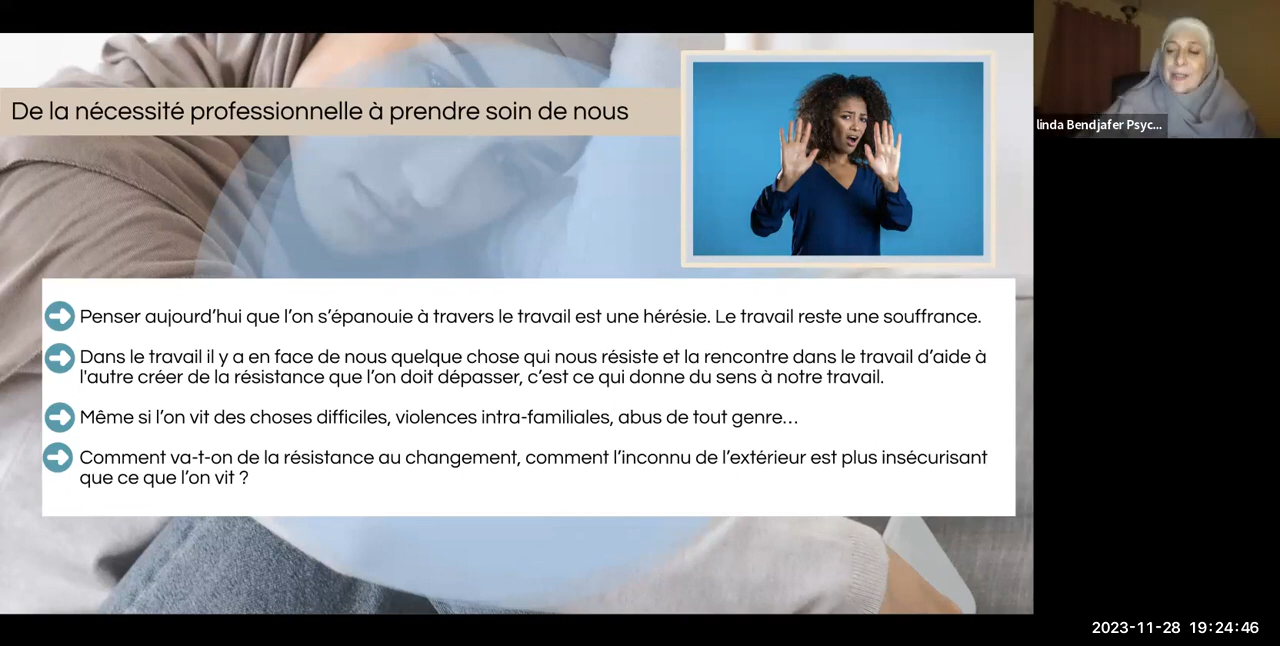 De la nécessité professionnelle à prendre soin de nous
linda Bendjafer Psyc...
Penser aujourd'hui que l'on s'épanouie à travers le travail est une hérésie. Le travail reste une souffrance.
Dans le travail il y a en face de nous quelque chose qui nous résiste et la rencontre dans le travail d'aide à
l'autre créer de la résistance que l'on doit dépasser, c'est ce qui donne du sens à notre travail.
Même si l'on vit des choses difficiles, violences intra-familiales, abus de tout genre…
Comment va-t-on de la résistance au changement, comment l'inconnu de l'extérieur est plus insécurisant
que ce que l'on vit ?
2023-11-28 19:24:46